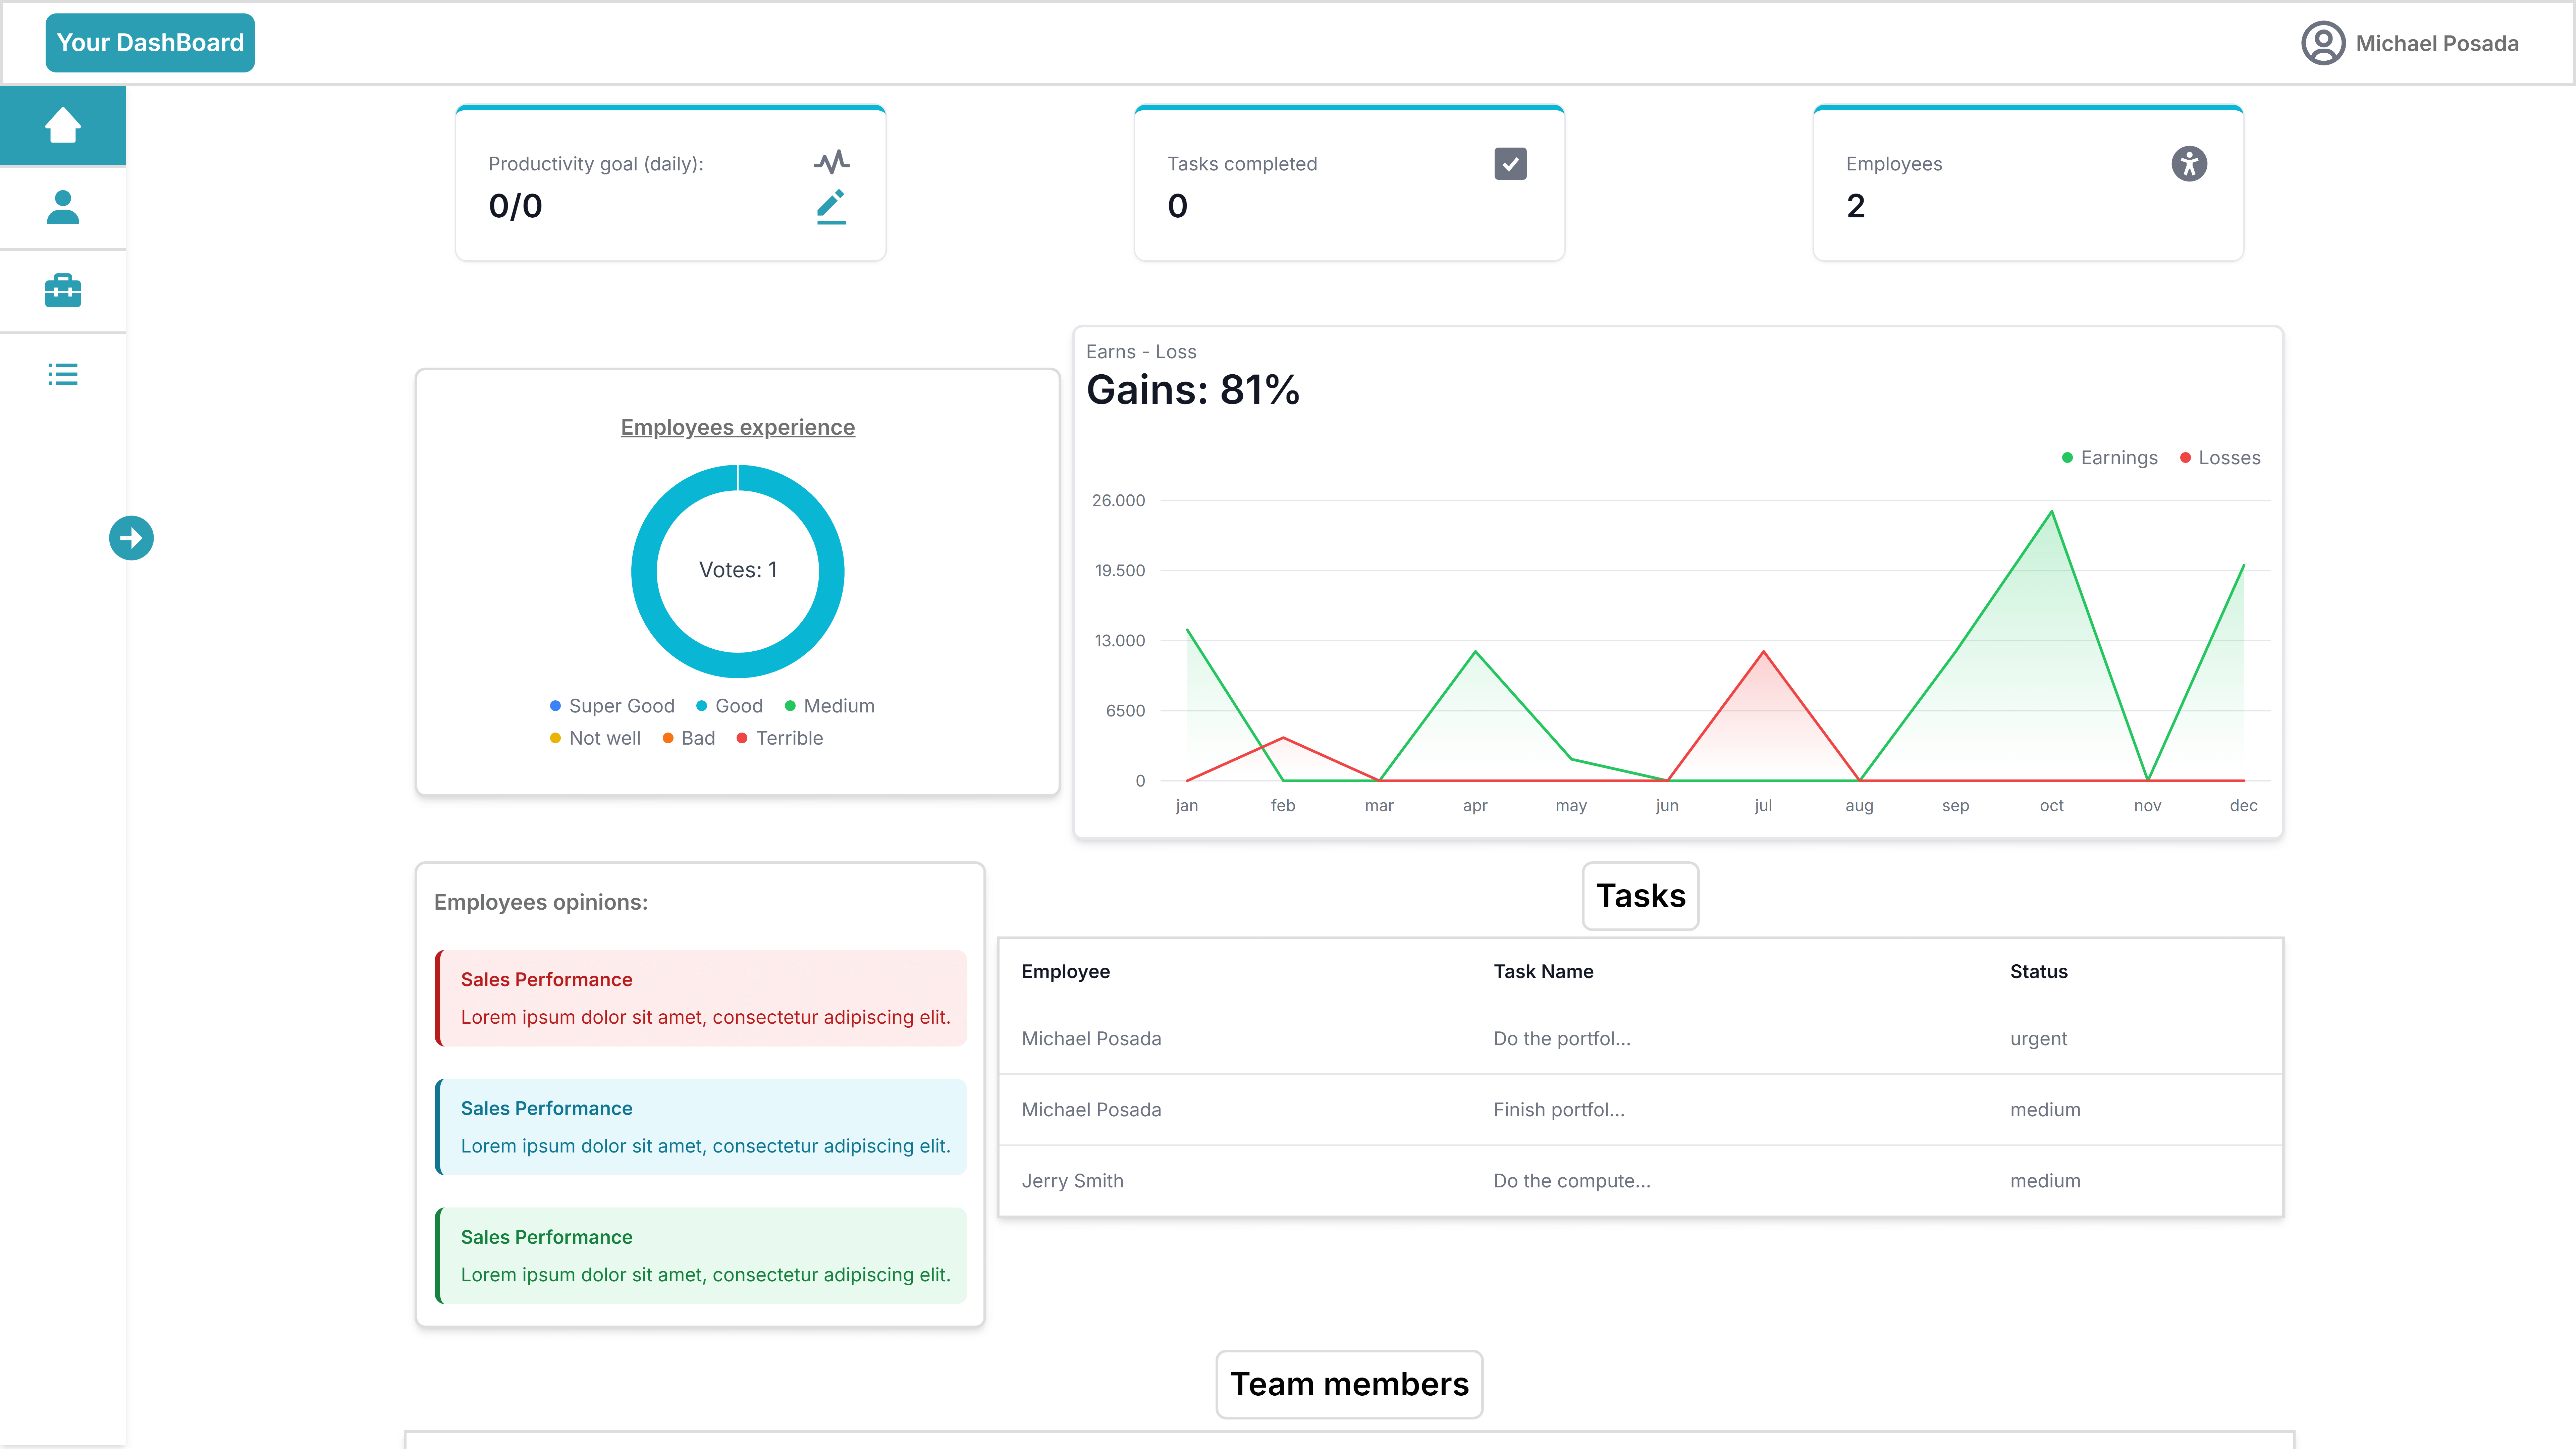 Your DashBoard
Michael Posada
Productivity goal (daily):
0/0
Tasks completed
0
Employees
2
Employees experience
Votes: 1
Super Good Good Medium
Not well Bad Terrible
Earns - Loss
Gains: 81%
Earnings Losses
26.000
19.500
13.000
6500
0
jan feb mar apr may jun jul aug sep oct nov dec
Employees opinions:
Sales Performance
Lorem ipsum dolor sit amet, consectetur adipiscing elit.
Sales Performance
Lorem ipsum dolor sit amet, consectetur adipiscing elit.
Sales Performance
Lorem ipsum dolor sit amet, consectetur adipiscing elit.
Tasks
Employee Task Name Status
Michael Posada Do the portfol... urgent
Michael Posada Finish portfol... medium
Jerry Smith Do the compute... medium
Team members